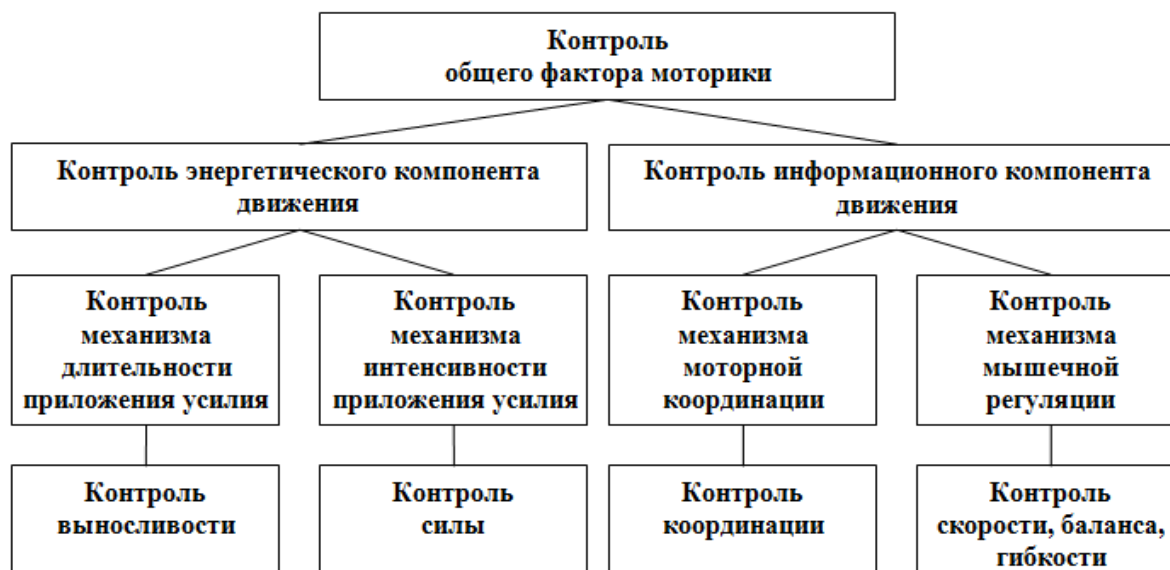 Контроль
общего фактора моторики
Контроль энергетического компонента
движения
Контроль информационного компонента
движения
Контроль
механизма
длительности
приложения усилия
Контроль
механизма
интенсивности
приложения усилия
Контроль
механизма
моторной
координации
Контроль
механизма
мышечной
регуляции
Контроль
выносливости
Контроль
силы
Контроль
координации
Контроль
скорости, баланса,
гибкости